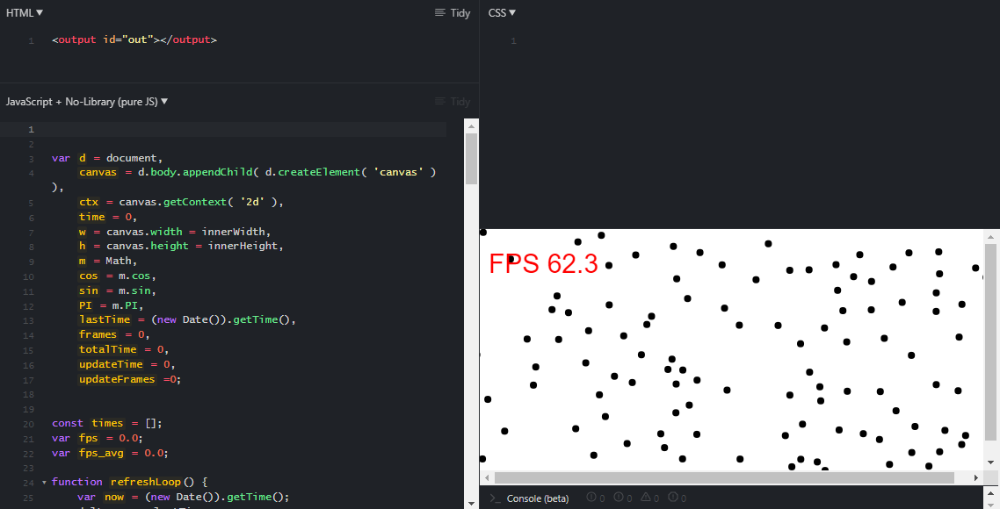 HTML▼
Tidy
1 <output id="out"></output>
JavaScript + No-Library (pure JS) ▼
Tidy
1
2
3 var d = document,
4 canvas = d.body.appendChild( d.createElement( 'canvas' )
),
5 ctx = canvas.getContext( '2d' ),
6 time = 0,
7 w = canvas.width = innerWidth,
8 h = canvas.height = innerHeight,
9 m = Math,
10 cos = m.cos,
11 sin = m.sin,
12 PI = m.PI,
13 lastTime = (new Date()).getTime(),
14 frames = 0,
15 totalTime = 0,
16 updateTime = 0,
17 updateFrames =0;
18
19
20 const times = [];
21 var fps = 0.0;
22 var fps_avg = 0.0;
23
24 function refreshLoop() {
25 var now = (new Date()).getTime();
CSS▼
1
FPS 62.3
>_ Console (beta) 0 0 0 0